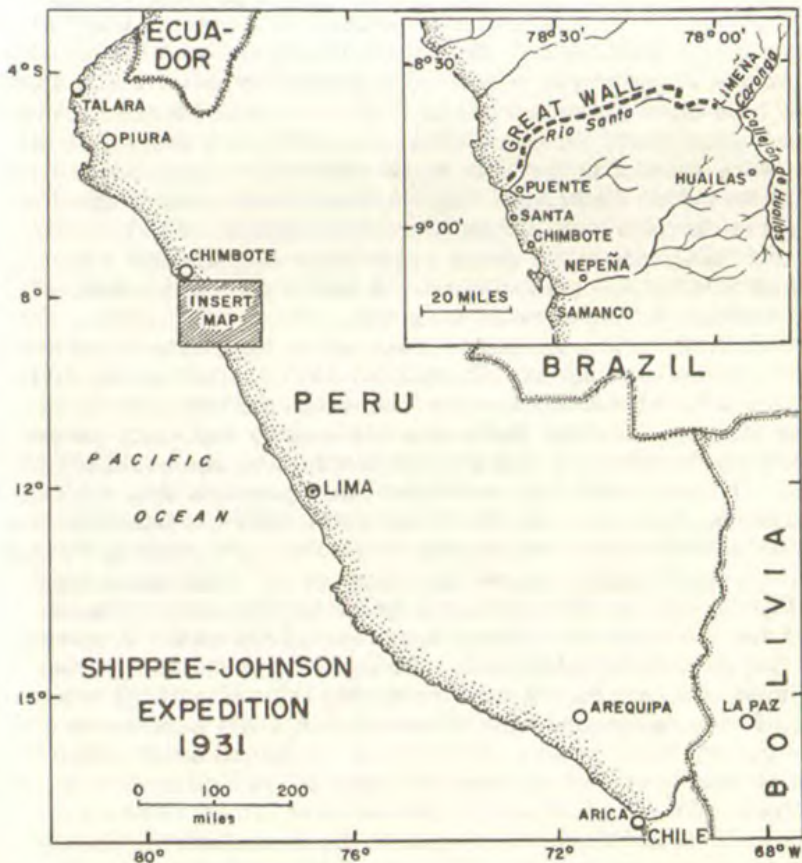 ECUA-
DOR
4°S
TALARA
PIURA
CHIMBOTE
8°
INSERT
MAP
78°30'
78°00'
8°30'
GREAT WALL
IMEÑA
Rio Santa
Coronga
Callejón de Huailas
HUAILAS
PUENTE
SANTA
9°00'
CHIMBOTE
NEPEÑA
20 MILES
SAMANCO
BRAZIL
PERU
PACIFIC
OCEAN
12°
LIMA
BOLIVIA
SHIPPEE-JOHNSON
EXPEDITION
1931
15°
AREQUIPA
LA PAZ
0 100 200
miles
ARICA
CHILE
80°
76°
72°
68°W